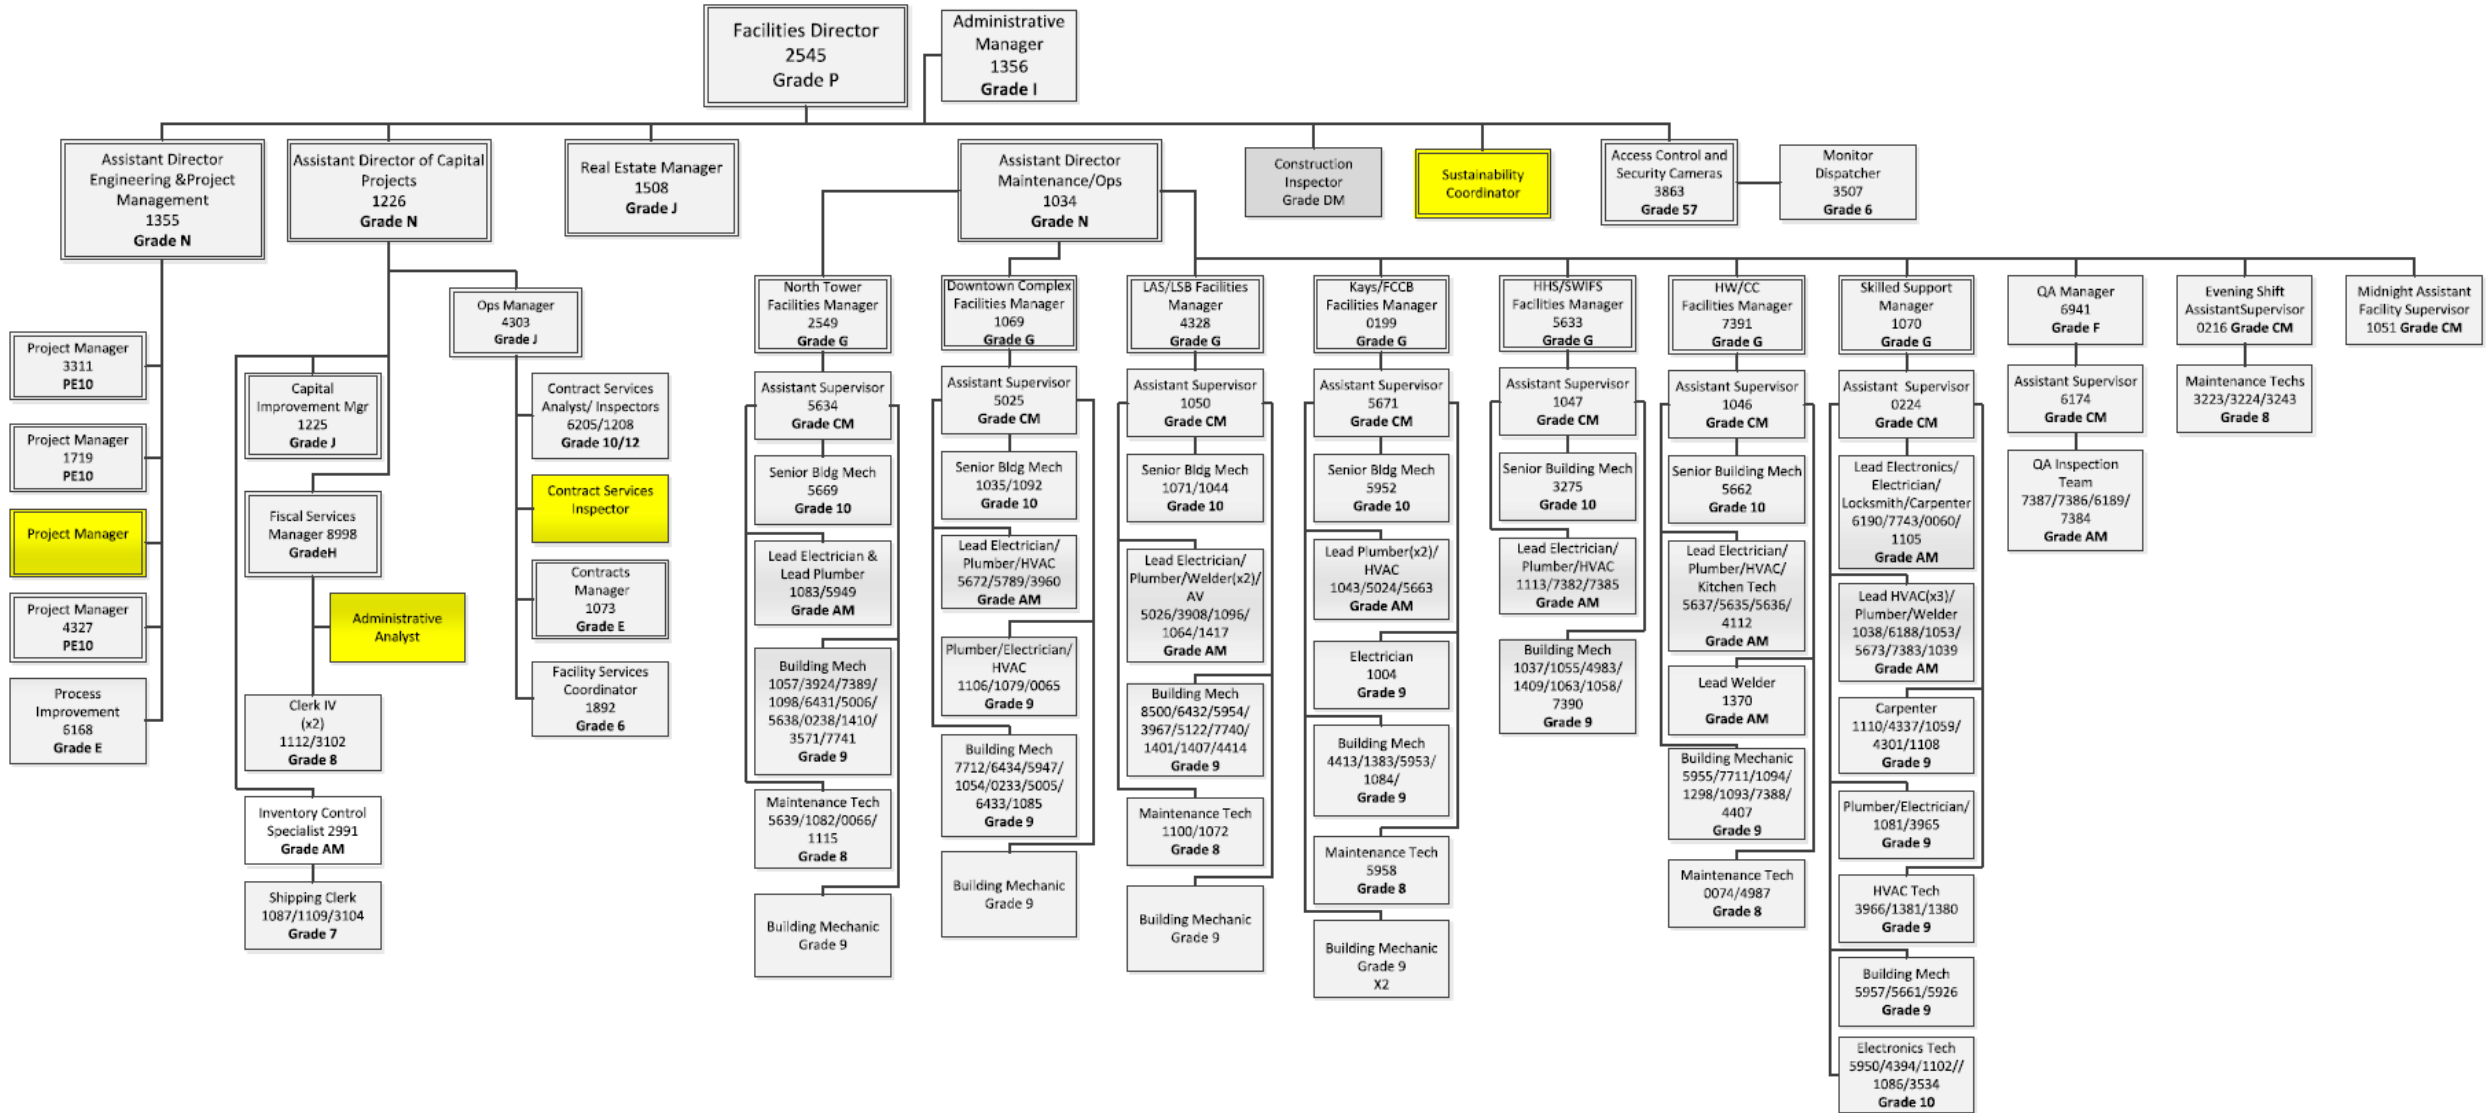 Facilities Director
2545
Grade P
Administrative
Manager
1356
Grade I
Assistant Director
Engineering &Project
Management
1355
Grade N
Assistant Director of Capital
Projects
1226
Grade N
Real Estate Manager
1508
Grade J
Assistant Director
Maintenance/Ops
1034
Grade N
Construction
Inspector
Grade DM
Sustainability
Coordinator
Access Control and
Security Cameras
3863
Grade 57
Monitor
Dispatcher
3507
Grade 6
Project Manager
3311
PE10
Project Manager
1719
PE10
Project Manager
Project Manager
4327
PE10
Process
Improvement
6168
Grade E
Capital
Improvement Mgr
1225
Grade J
Fiscal Services
Manager 8998
GradeH
Administrative
Analyst
Clerk IV
(x2)
1112/3102
Grade 8
Inventory Control
Specialist 2991
Grade AM
Shipping Clerk
1087/1109/3104
Grade 7
Ops Manager
4303
Grade J
Contract Services
Analyst/ Inspectors
6205/1208
Grade 10/12
Contract Services
Inspector
Contracts
Manager
1073
Grade E
Facility Services
Coordinator
1892
Grade 6
North Tower
Facilities Manager
2549
Grade G
Assistant Supervisor
5634
Grade CM
Senior Bldg Mech
5669
Grade 10
Lead Electrician &
Lead Plumber
1083/5949
Grade AM
Building Mech
1057/3924/7389/
1098/6431/5006/
5638/0238/1410/
3571/7741
Grade 9
Maintenance Tech
5639/1082/0066/
1115
Grade 8
Building Mechanic
Grade 9
Downtown Complex
Facilities Manager
1069
Grade G
Assistant Supervisor
5025
Grade CM
Senior Bldg Mech
1035/1092
Grade 10
Lead Electrician/
Plumber/HVAC
5672/5789/3960
Grade AM
Plumber/Electrician/
HVAC
1106/1079/0065
Grade 9
Building Mech
7712/6434/5947/
1054/0233/5005/
6433/1085
Grade 9
Building Mechanic
Grade 9
LAS/LSB Facilities
Manager
4328
Grade G
Assistant Supervisor
1050
Grade CM
Senior Bldg Mech
1071/1044
Grade 10
Lead Electrician/
Plumber/Welder(x2)/
AV
5026/3908/1096/
1064/1417
Grade AM
Building Mech
8500/6432/5954/
3967/5122/7740/
1401/1407/4414
Grade 9
Maintenance Tech
1100/1072
Grade 8
Building Mechanic
Grade 9
Kays/FCCB
Facilities Manager
0199
Grade G
Assistant Supervisor
5671
Grade CM
Senior Bldg Mech
5952
Grade 10
Lead Plumber(x2)/
HVAC
1043/5024/5663
Grade AM
Electrician
1004
Grade 9
Building Mech
4413/1383/5953/
1084/
Grade 9
Maintenance Tech
5958
Grade 8
Building Mechanic
Grade 9
X2
HHS/SWIFS
Facilities Manager
5633
Grade G
Assistant Supervisor
1047
Grade CM
Senior Building Mech
3275
Grade 10
Lead Electrician/
Plumber/HVAC
1113/7382/7385
Grade AM
Building Mech
1037/1055/4983/
1409/1063/1058/
7390
Grade 9
HW/CC
Facilities Manager
7391
Grade G
Assistant Supervisor
1046
Grade CM
Senior Building Mech
5662
Grade 10
Lead Electrician/
Plumber/HVAC/
Kitchen Tech
5637/5635/5636/
4112
Grade AM
Lead Welder
1370
Grade AM
Building Mechanic
5955/7711/1094/
1298/1093/7388/
4407
Grade 9
Maintenance Tech
0074/4987
Grade 8
Skilled Support
Manager
1070
Grade G
Assistant Supervisor
0224
Grade CM
Lead Electronics/
Electrician/
Locksmith/Carpenter
6190/7743/0060/
1105
Grade AM
Lead HVAC(x3)/
Plumber/Welder
1038/6188/1053/
5673/7383/1039
Grade AM
Carpenter
1110/4337/1059/
4301/1108
Grade 9
Plumber/Electrician/
1081/3965
Grade 9
HVAC Tech
3966/1381/1380
Grade 9
Building Mech
5957/5661/5926
Grade 9
Electronics Tech
5950/4394/1102//
1086/3534
Grade 10
QA Manager
6941
Grade F
Assistant Supervisor
6174
Grade CM
QA Inspection
Team
7387/7386/6189/
7384
Grade AM
Evening Shift
AssistantSupervisor
0216 Grade CM
Maintenance Techs
3223/3224/3243
Grade 8
Midnight Assistant
Facility Supervisor
1051 Grade CM